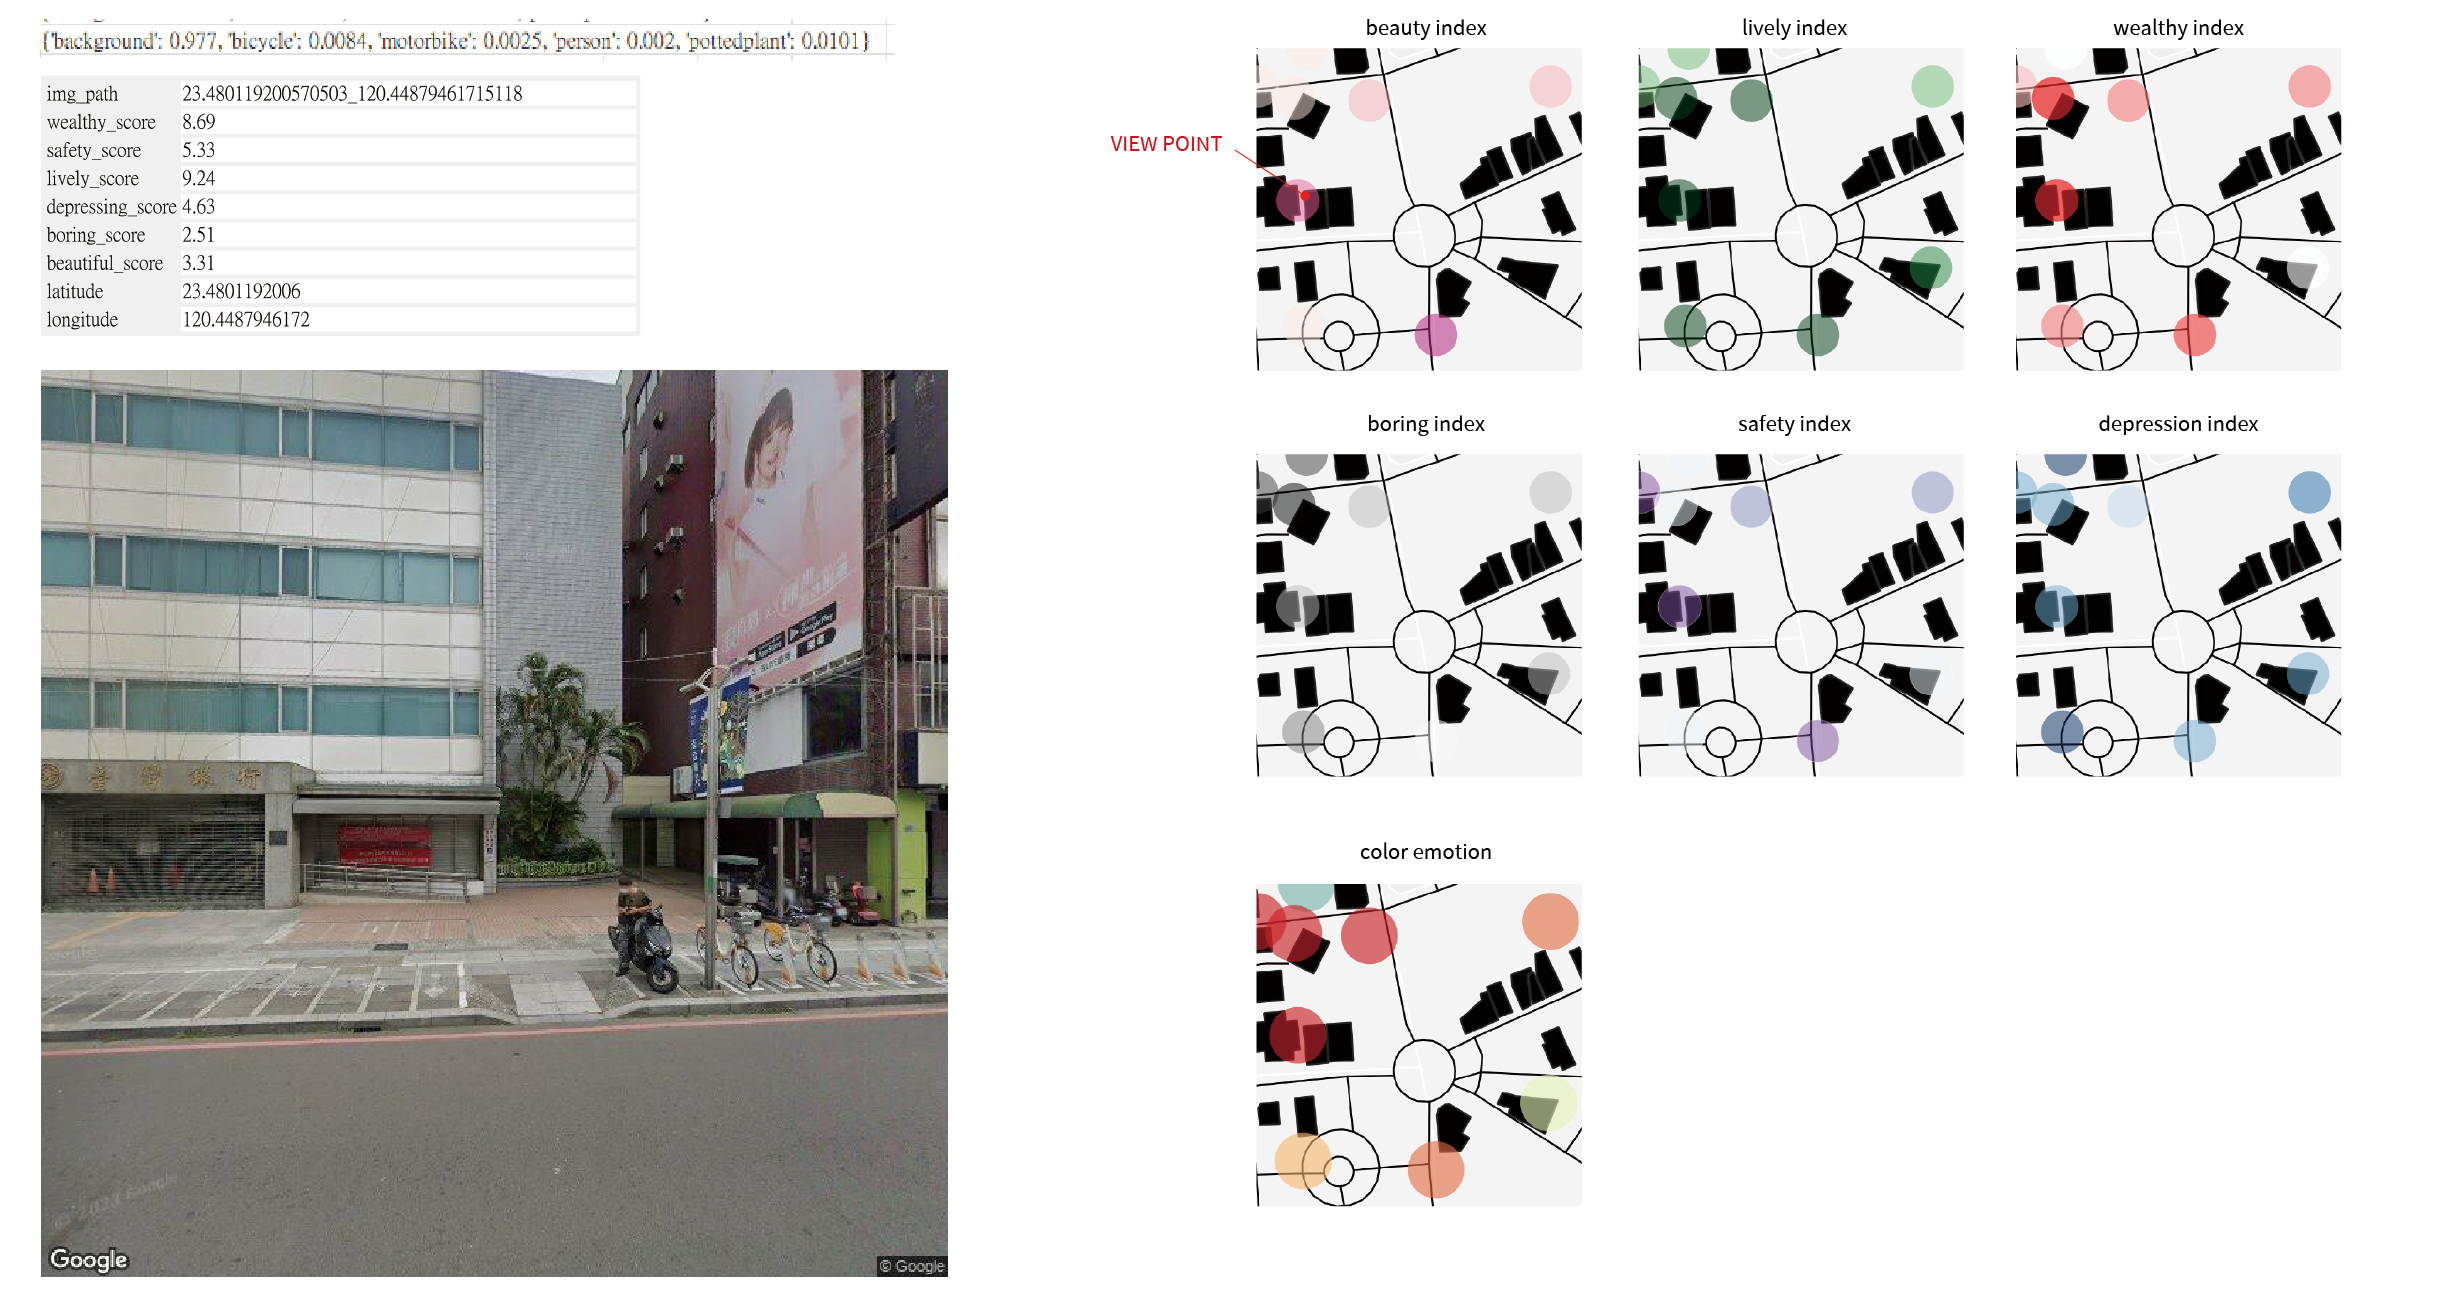 {'background': 0.977, 'bicycle': 0.0084, 'motorbike': 0.0025, 'person': 0.002, 'pottedplant': 0.0101}
img_path 23.480119200570503_120.44879461715118
wealthy_score 8.69
safety_score 5.33
lively_score 9.24
depressing_score 4.63
boring_score 2.51
beautiful_score 3.31
latitude 23.4801192006
longitude 120.4487946172
銀行
Google
© Google
beauty index
lively index
wealthy index
VIEW POINT
boring index
safety index
depression index
color emotion